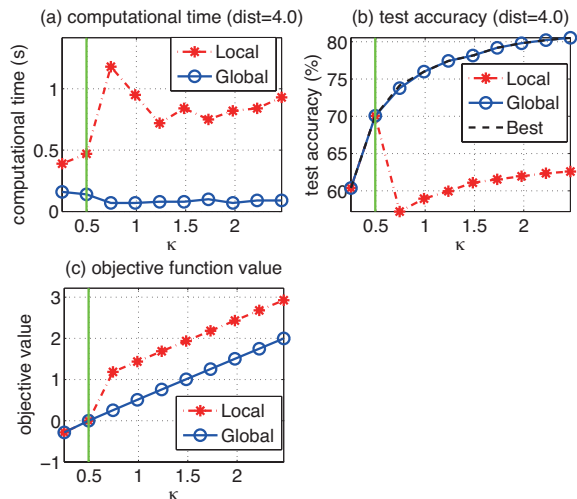 (a) computational time (dist=4.0)
computational time (s)
1
0.5
0
Local
Global
0.5 1 1.5 2
κ
(b) test accuracy (dist=4.0)
test accuracy (%)
80
75
70
65
60
Local
Global
Best
0.5 1 1.5 2
κ
(c) objective function value
objective value
3
2
1
0
−1
Local
Global
0.5 1 1.5 2
κ